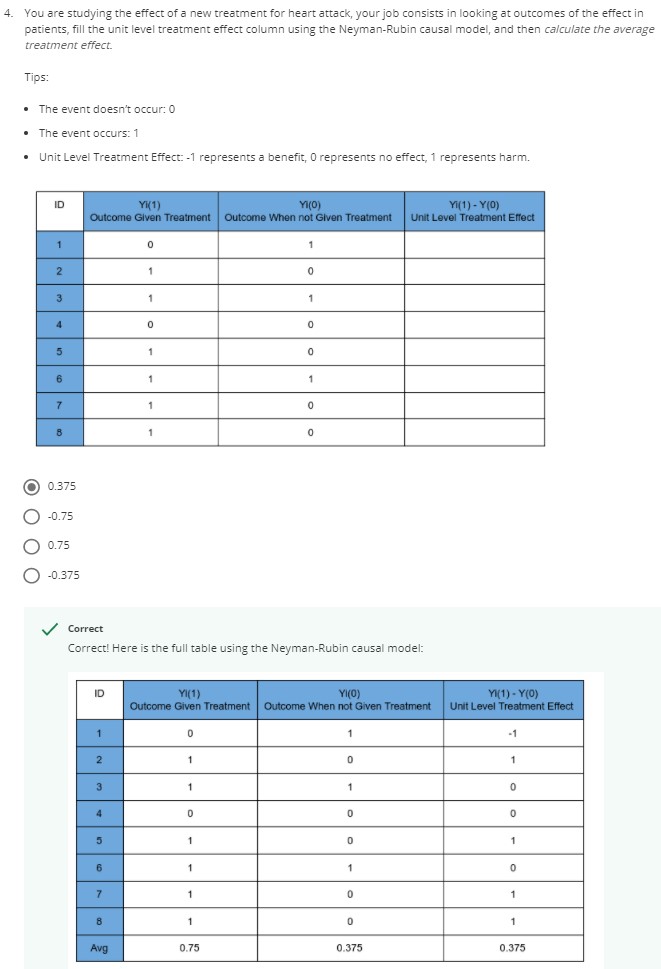 4. You are studying the effect of a new treatment for heart attack, your job consists in looking at outcomes of the effect in
patients, fill the unit level treatment effect column using the Neyman-Rubin causal model, and then calculate the average
treatment effect.
Tips:
• The event doesn't occur: 0
• The event occurs: 1
• Unit Level Treatment Effect: -1 represents a benefit, 0 represents no effect, 1 represents harm.
ID Yi(1) Yi(0) Yi(1) - Y(0)
Outcome Given Treatment Outcome When not Given Treatment Unit Level Treatment Effect
1 0 1
2 1 0
3 1 1
4 0 0
5 1 0
6 1 1
7 1 0
8 1 0
0.375
-0.75
0.75
-0.375
Correct
Correct! Here is the full table using the Neyman-Rubin causal model:
ID Yi(1) Yi(0) Yi(1) - Y(0)
Outcome Given Treatment Outcome When not Given Treatment Unit Level Treatment Effect
1 0 1 -1
2 1 0 1
3 1 1 0
4 0 0 0
5 1 0 1
6 1 1 0
7 1 0 1
8 1 0 1
Avg 0.75 0.375 0.375